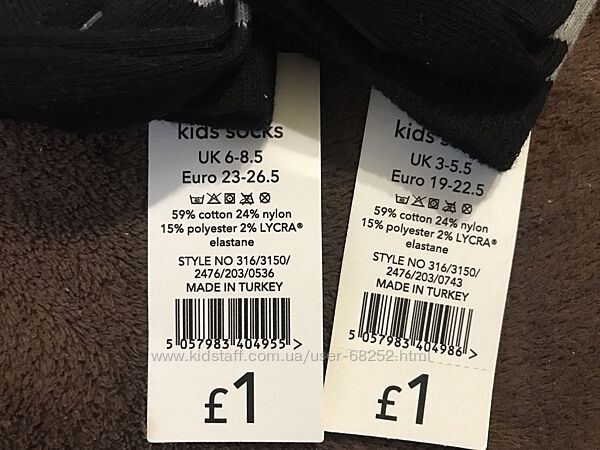 kids socks
UK 6-8.5
Euro 23-26.5
59% cotton 24% nylon
15% polyester 2% LYCRA®
elastane
STYLE NO 316/3150/
2476/203/0536
MADE IN TURKEY
5 057983 404955 >
£1
kids
UK 3-5.5
Euro 19-22.5
59% cotton 24% nylon
15% polyester 2% LYCRA®
elastane
STYLE NO 316/3150/
2476/203/0743
MADE IN TURKEY
5 057983 404986 >
£1
www.kidstaff.com.ua/user-68252.html